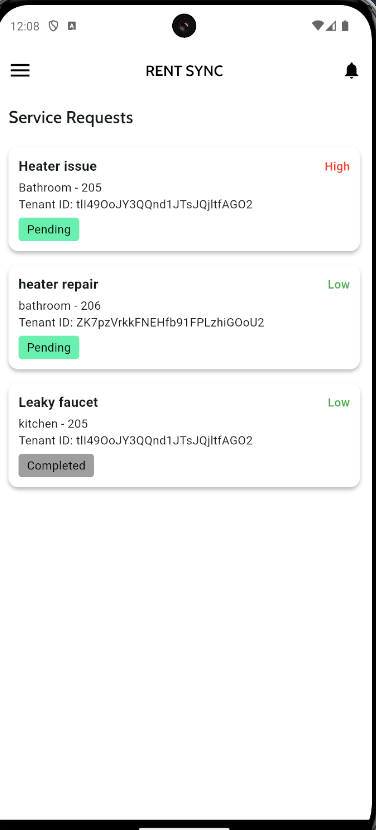 12:08
RENT SYNC
Service Requests
Heater issue High
Bathroom - 205
Tenant ID: tlI49OoJY3QQnd1JTsJQjltfAGO2
Pending
heater repair Low
bathroom - 206
Tenant ID: ZK7pzVrkkFNEHfb91FPLzhiGOoU2
Pending
Leaky faucet Low
kitchen - 205
Tenant ID: tlI49OoJY3QQnd1JTsJQjltfAGO2
Completed